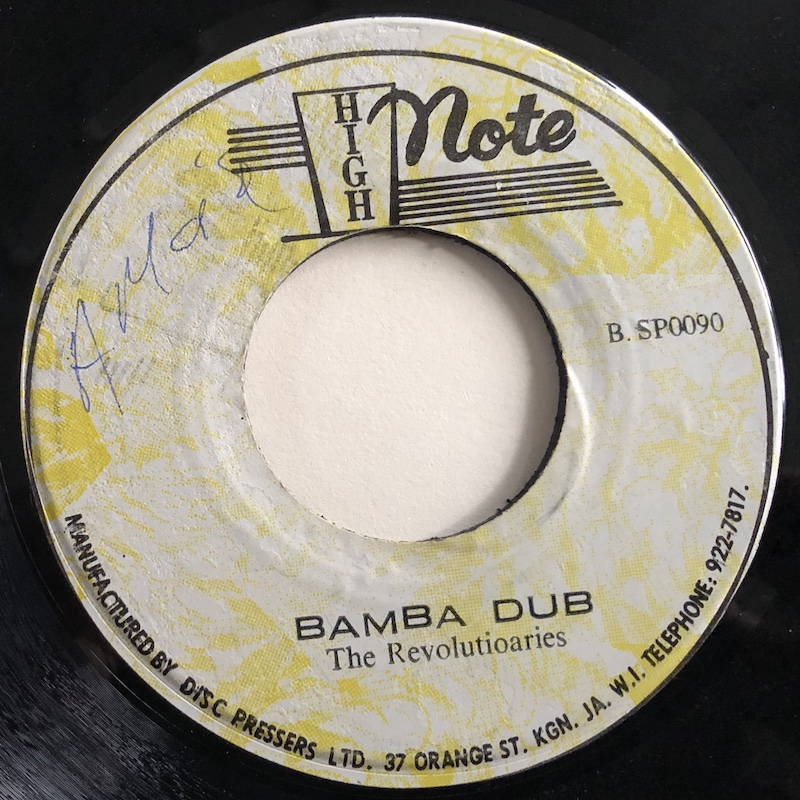 HIGH Note
B. SP0090
BAMBA DUB
The Revolutioaries
MANUFACTURED BY DISC PRESSERS LTD. 37 ORANGE ST. KGN. JA. W.I. TELEPHONE: 922-7817.